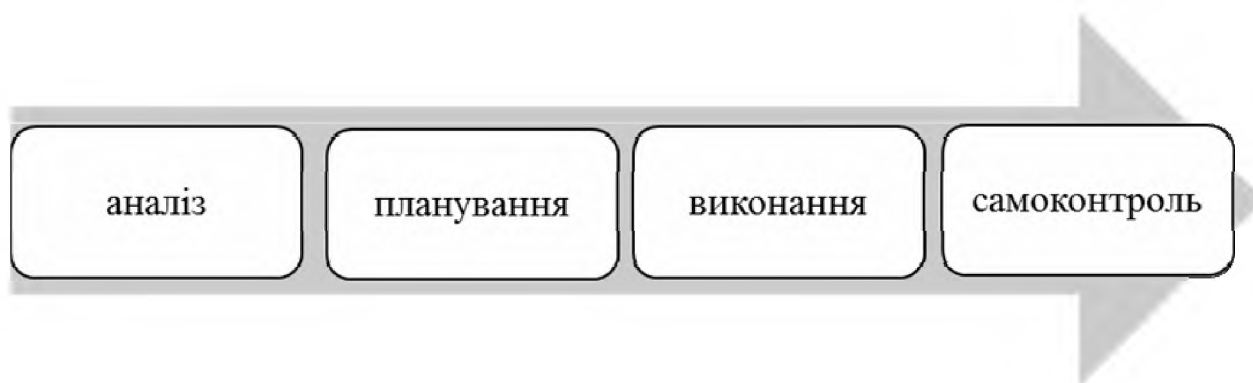 аналіз
планування
виконання
самоконтроль